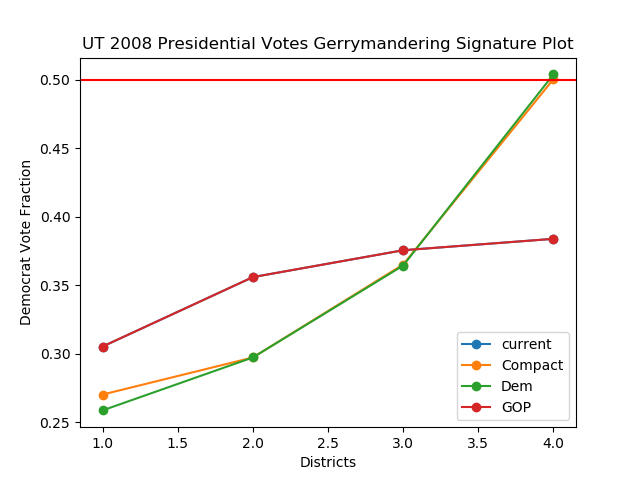 UT 2008 Presidential Votes Gerrymandering Signature Plot
0.50
0.45
0.40
0.35
0.30
0.25
Democrat Vote Fraction
current
Compact
Dem
GOP
1.0 1.5 2.0 2.5 3.0 3.5 4.0
Districts